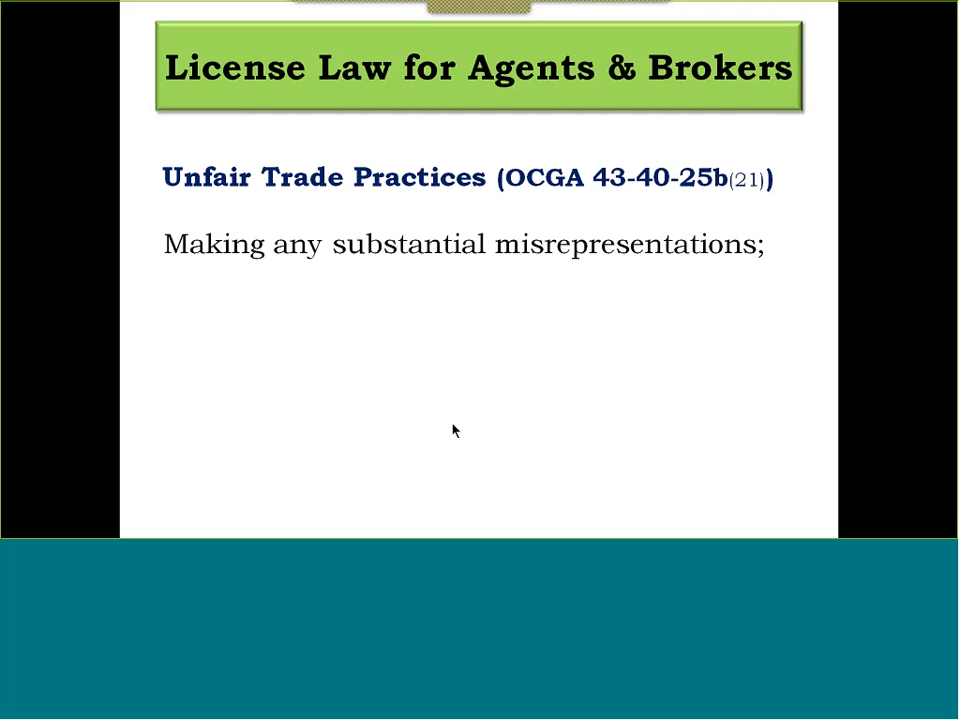 License Law for Agents & Brokers
Unfair Trade Practices (OCGA 43-40-25b(21))
Making any substantial misrepresentations;